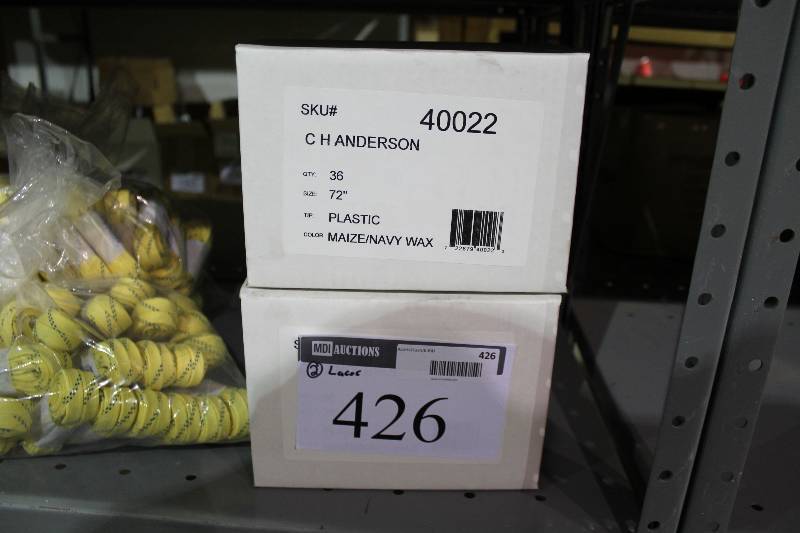 SKU# 40022
C H ANDERSON
QTY: 36
SIZE: 72"
TIP: PLASTIC
COLOR MAIZE/NAVY WAX
S
MDI AUCTIONS 426
2 Laces
426